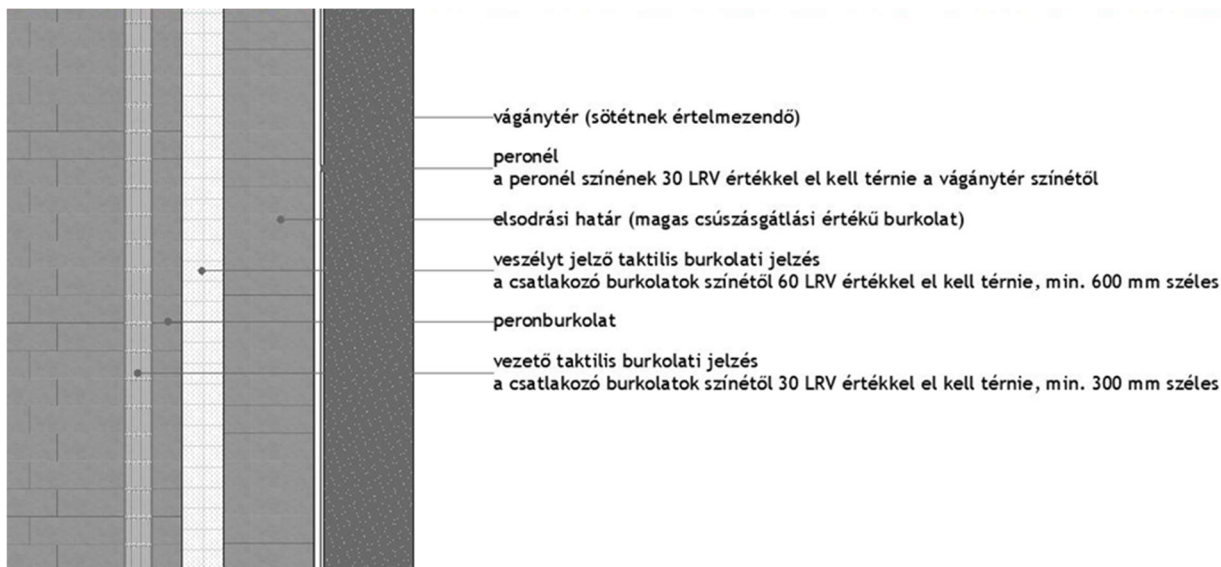 vágánytér (sötétnek értelmezendő)
peronél
a peronél színének 30 LRV értékkel el kell térnie a vágánytér színétől
elsodrási határ (magas csúszásgátlási értékű burkolat)
veszélyt jelző taktilis burkolati jelzés
a csatlakozó burkolatok színétől 60 LRV értékkel el kell térnie, min. 600 mm széles
peronburkolat
vezető taktilis burkolati jelzés
a csatlakozó burkolatok színétől 30 LRV értékkel el kell térnie, min. 300 mm széles